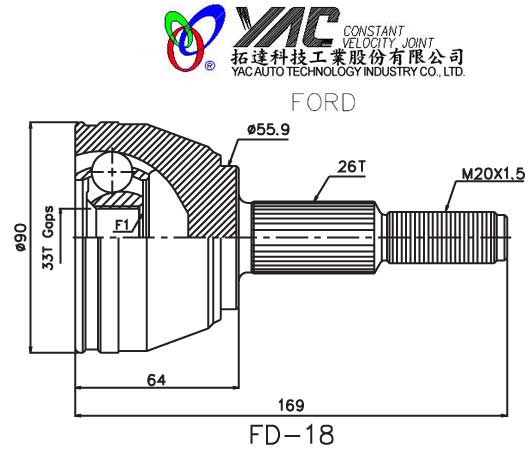 YAC CONSTANT
VELOCITY JOINT
拓達科技工業股份有限公司
® YAC AUTO TECHNOLOGY INDUSTRY CO., LTD.
FORD
ø55.9
26T
M20X1.5
F1
ø90
33T Gaps
64
169
FD-18